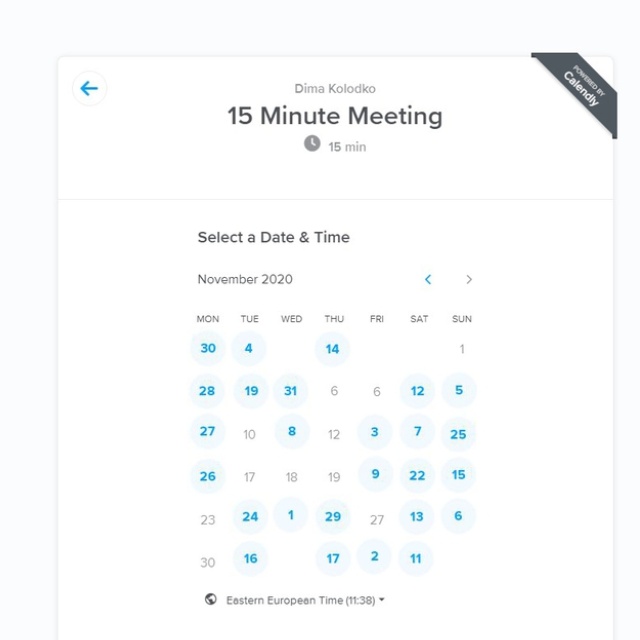 POWERED BY
Calendly
Dima Kolodko
15 Minute Meeting
15 min
Select a Date & Time
November 2020
MON TUE WED THU FRI SAT SUN
30 4 14 1
28 19 31 6 6 12 5
27 10 8 12 3 7 25
26 17 18 19 9 22 15
23 24 1 29 27 13 6
30 16 17 2 11
Eastern European Time (11:38)